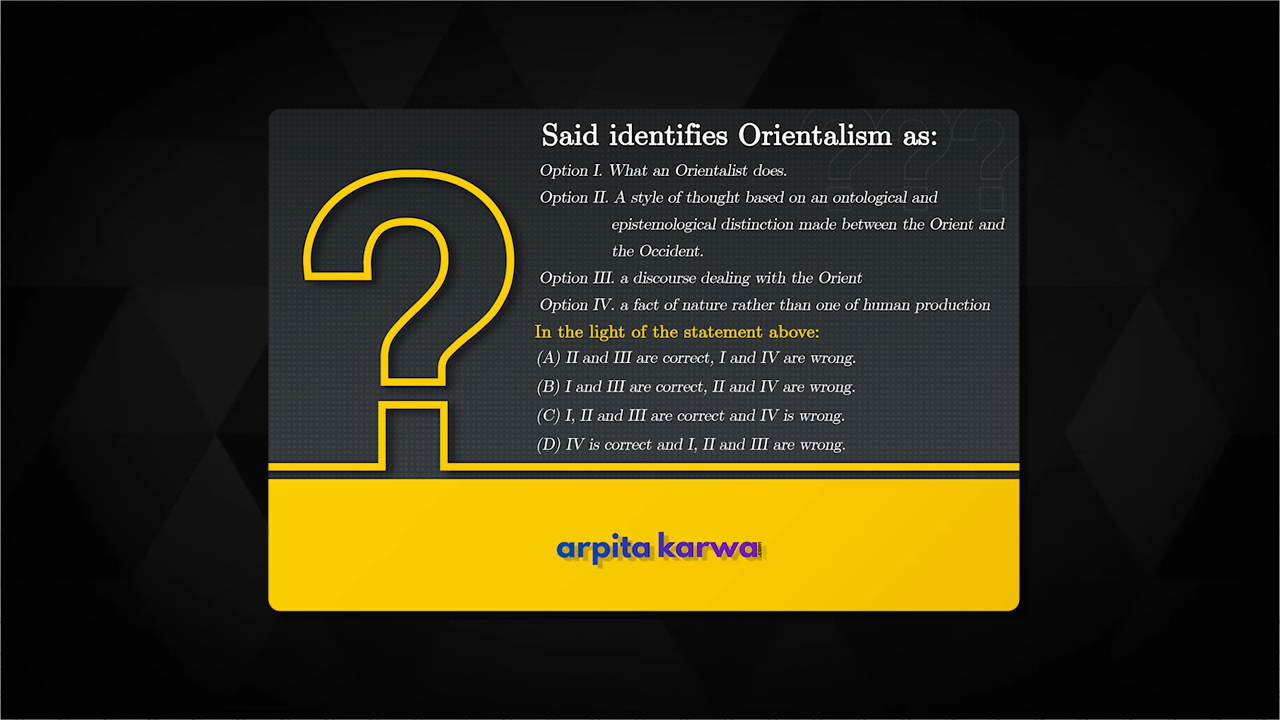 Said identifies Orientalism as:
Option I. What an Orientalist does.
Option II. A style of thought based on an ontological and
epistemological distinction made between the Orient and
the Occident.
Option III. a discourse dealing with the Orient
Option IV. a fact of nature rather than one of human production
In the light of the statement above:
(A) II and III are correct, I and IV are wrong.
(B) I and III are correct, II and IV are wrong.
(C) I, II and III are correct and IV is wrong.
(D) IV is correct and I, II and III are wrong.
arpita karwa